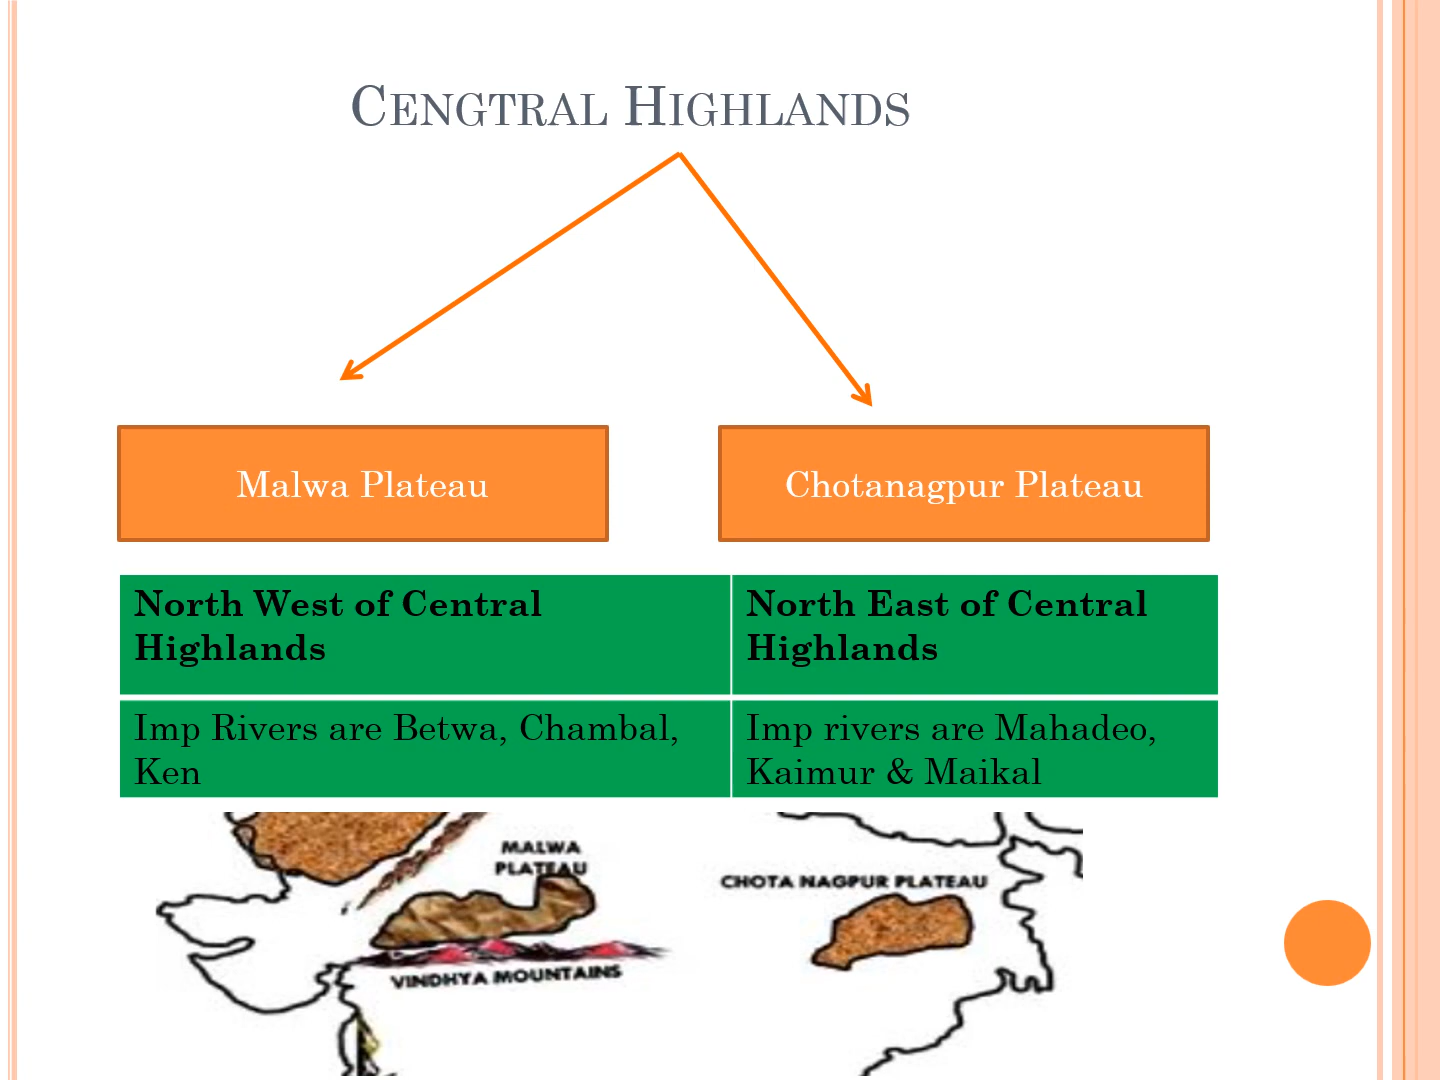 CENGTRAL HIGHLANDS
Malwa Plateau
Chotanagpur Plateau
North West of Central
Highlands
North East of Central
Highlands
Imp Rivers are Betwa, Chambal,
Ken
Imp rivers are Mahadeo,
Kaimur & Maikal
MALWA
PLATEAU
VINDHYA MOUNTAINS
CHOTA NAGPUR PLATEAU